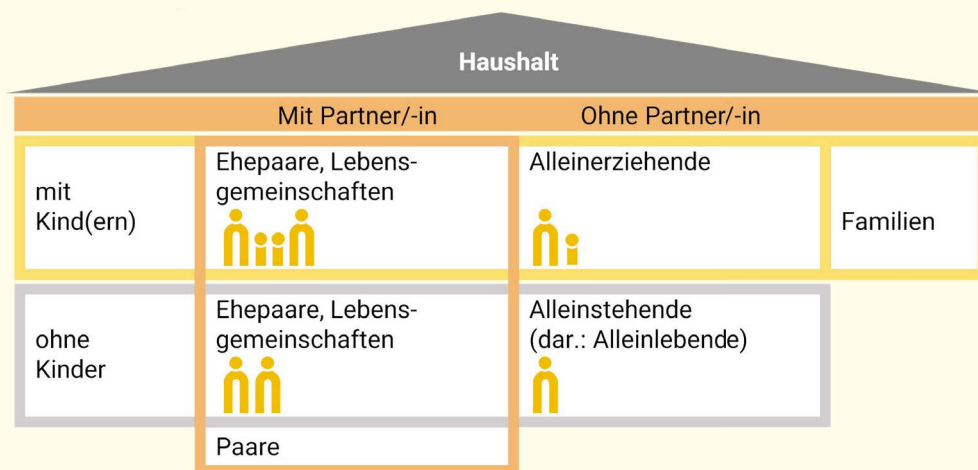 Haushalt
Mit Partner/-in
Ohne Partner/-in
mit
Kind(ern)
Ehepaare, Lebens-
gemeinschaften
Alleinerziehende
Familien
ohne
Kinder
Ehepaare, Lebens-
gemeinschaften
Alleinstehende
(dar.: Alleinlebende)
Paare